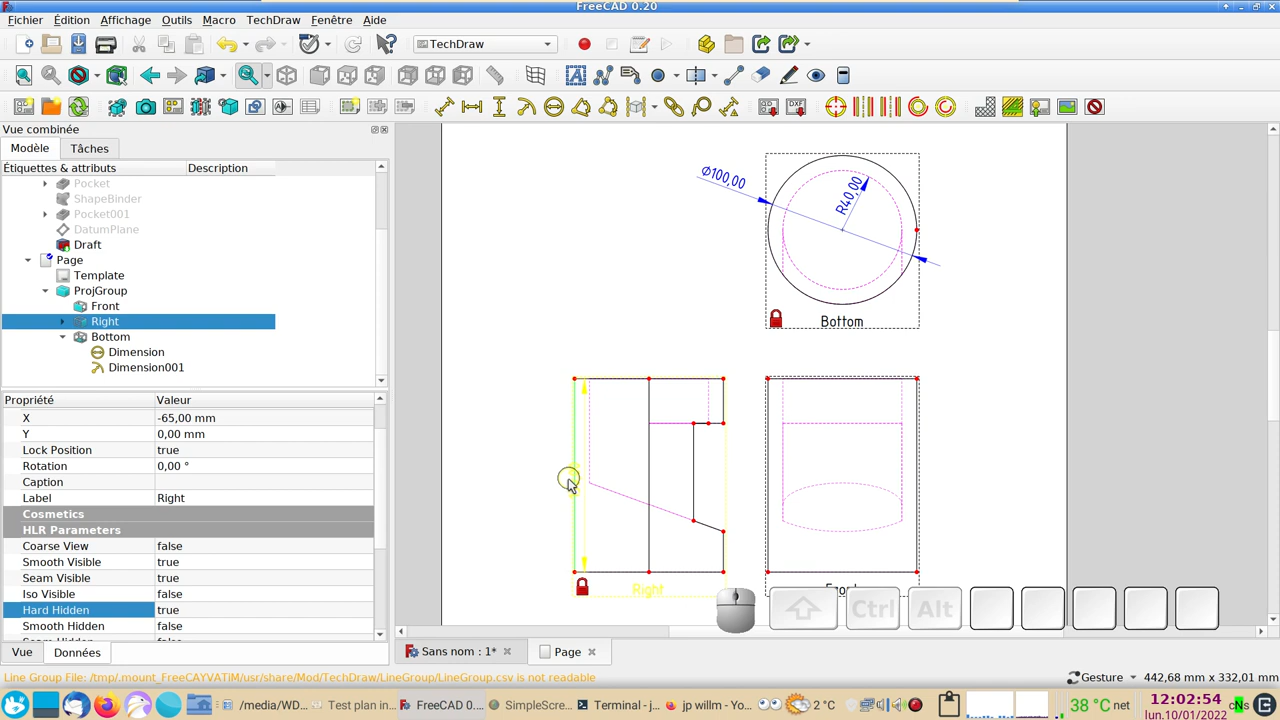 FreeCAD 0.20
Fichier Édition Affichage Outils Macro TechDraw Fenêtre Aide
TechDraw
Vue combinée
Modèle Tâches
Étiquettes & attributs Description
Pocket
ShapeBinder
Pocket001
DatumPlane
Draft
Page
Template
ProjGroup
Front
Right
Bottom
Dimension
Dimension001
Propriété Valeur
X -65,00 mm
Y 0,00 mm
Lock Position true
Rotation 0,00 °
Caption
Label Right
Cosmetics
HLR Parameters
Coarse View false
Smooth Visible true
Seam Visible true
Iso Visible false
Hard Hidden true
Smooth Hidden false
Vue Données
Ø100,00
R40,00
Bottom
Right
Ctrl Alt
Sans nom : 1*
Page
Line Group File: /tmp/.mount_FreeCAYVATiM/usr/share/Mod/TechDraw/LineGroup/LineGroup.csv is not readable
Gesture 442,68 mm x 332,01 mm
/media/WD... Test plan in... FreeCAD 0.... SimpleScre... Terminal - j... jp willm - Yo...
2 °C
38 °C net
12:02:54
lun.10/01/2022